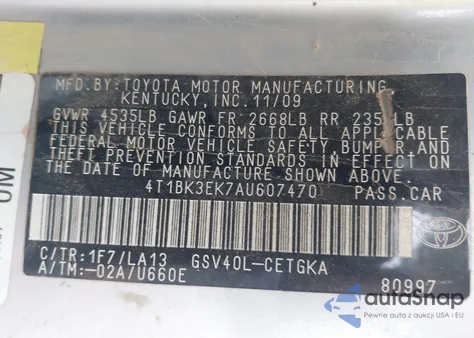 MFD.BY:TOYOTA MOTOR MANUFACTURING
KENTUCKY, INC. 11/09
GVWR 4535LB GAWR FR 2668LB RR 235 LB
THIS VEHICLE CONFORMS TO ALL APPLICABLE
FEDERAL MOTOR VEHICLE SAFETY, BUMPER, AND
THEFT PREVENTION STANDARDS IN EFFECT ON
THE DATE OF MANUFACTURE SHOWN ABOVE.
4T1BK3EK7AU607470 PASS.CAR
C/TR:1F7/LA13 GSV40L-CETGKA
A/TM:-02A/U660E 80997
TOYOTA
UM
autoSnap
Pewne auta z aukcji USA i EU